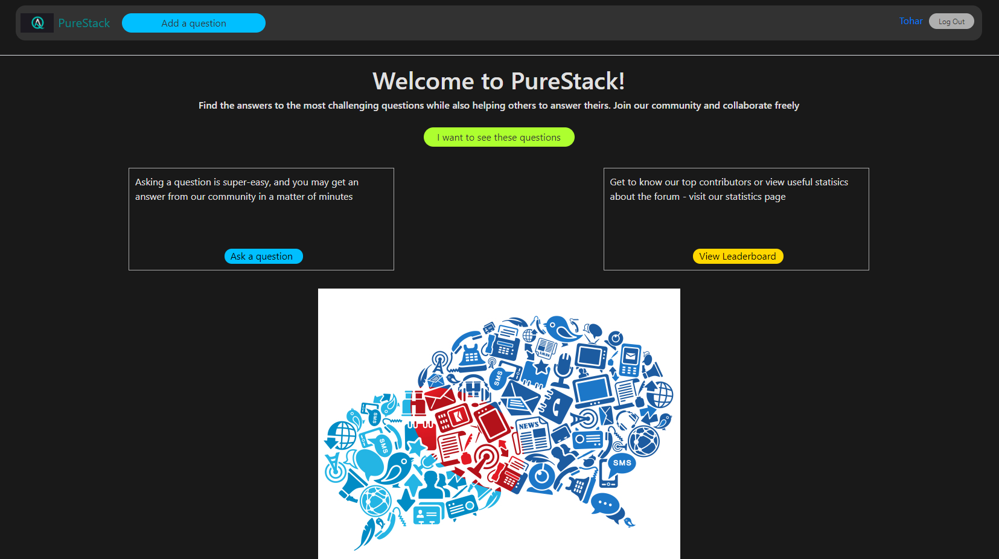 PureStack
Add a question
Tohar
Log Out
Welcome to PureStack!
Find the answers to the most challenging questions while also helping others to answer theirs. Join our community and collaborate freely
I want to see these questions
Asking a question is super-easy, and you may get an
answer from our community in a matter of minutes
Ask a question
Get to know our top contributors or view useful statisics
about the forum - visit our statistics page
View Leaderboard
NEWS
SMS
SMS
NEWS
SMS
SMS